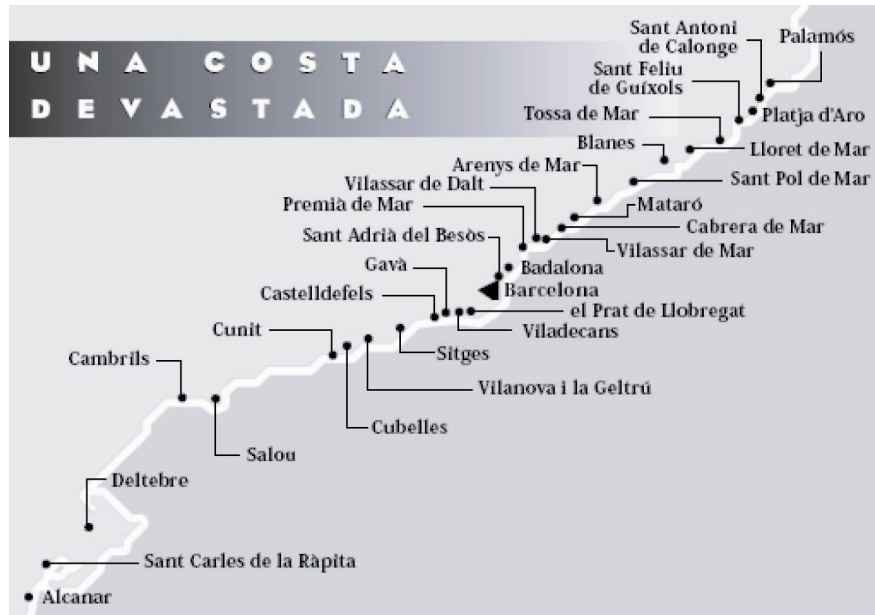 UNA COSTA
DEVASTADA
Sant Antoni
de Calonge
Palamós
Sant Feliu
de Guíxols
Tossa de Mar
Platja d'Aro
Blanes
Lloret de Mar
Arenys de Mar
Sant Pol de Mar
Vilassar de Dalt
Premià de Mar
Mataró
Cabrera de Mar
Sant Adrià del Besòs
Vilassar de Mar
Gavà
Badalona
Castelldefels
Barcelona
el Prat de Llobregat
Cunit
Viladecans
Cambrils
Sitges
Vilanova i la Geltrú
Cubelles
Salou
Deltebre
Sant Carles de la Ràpita
Alcanar